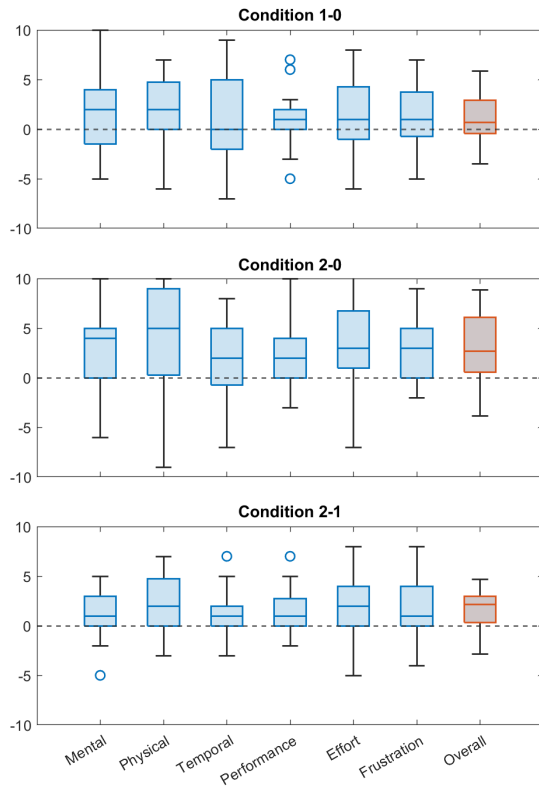 Condition 1-0
10
5
0
-5
-10
Condition 2-0
10
5
0
-5
-10
Condition 2-1
10
5
0
-5
-10
Mental
Physical
Temporal
Performance
Effort
Frustration
Overall